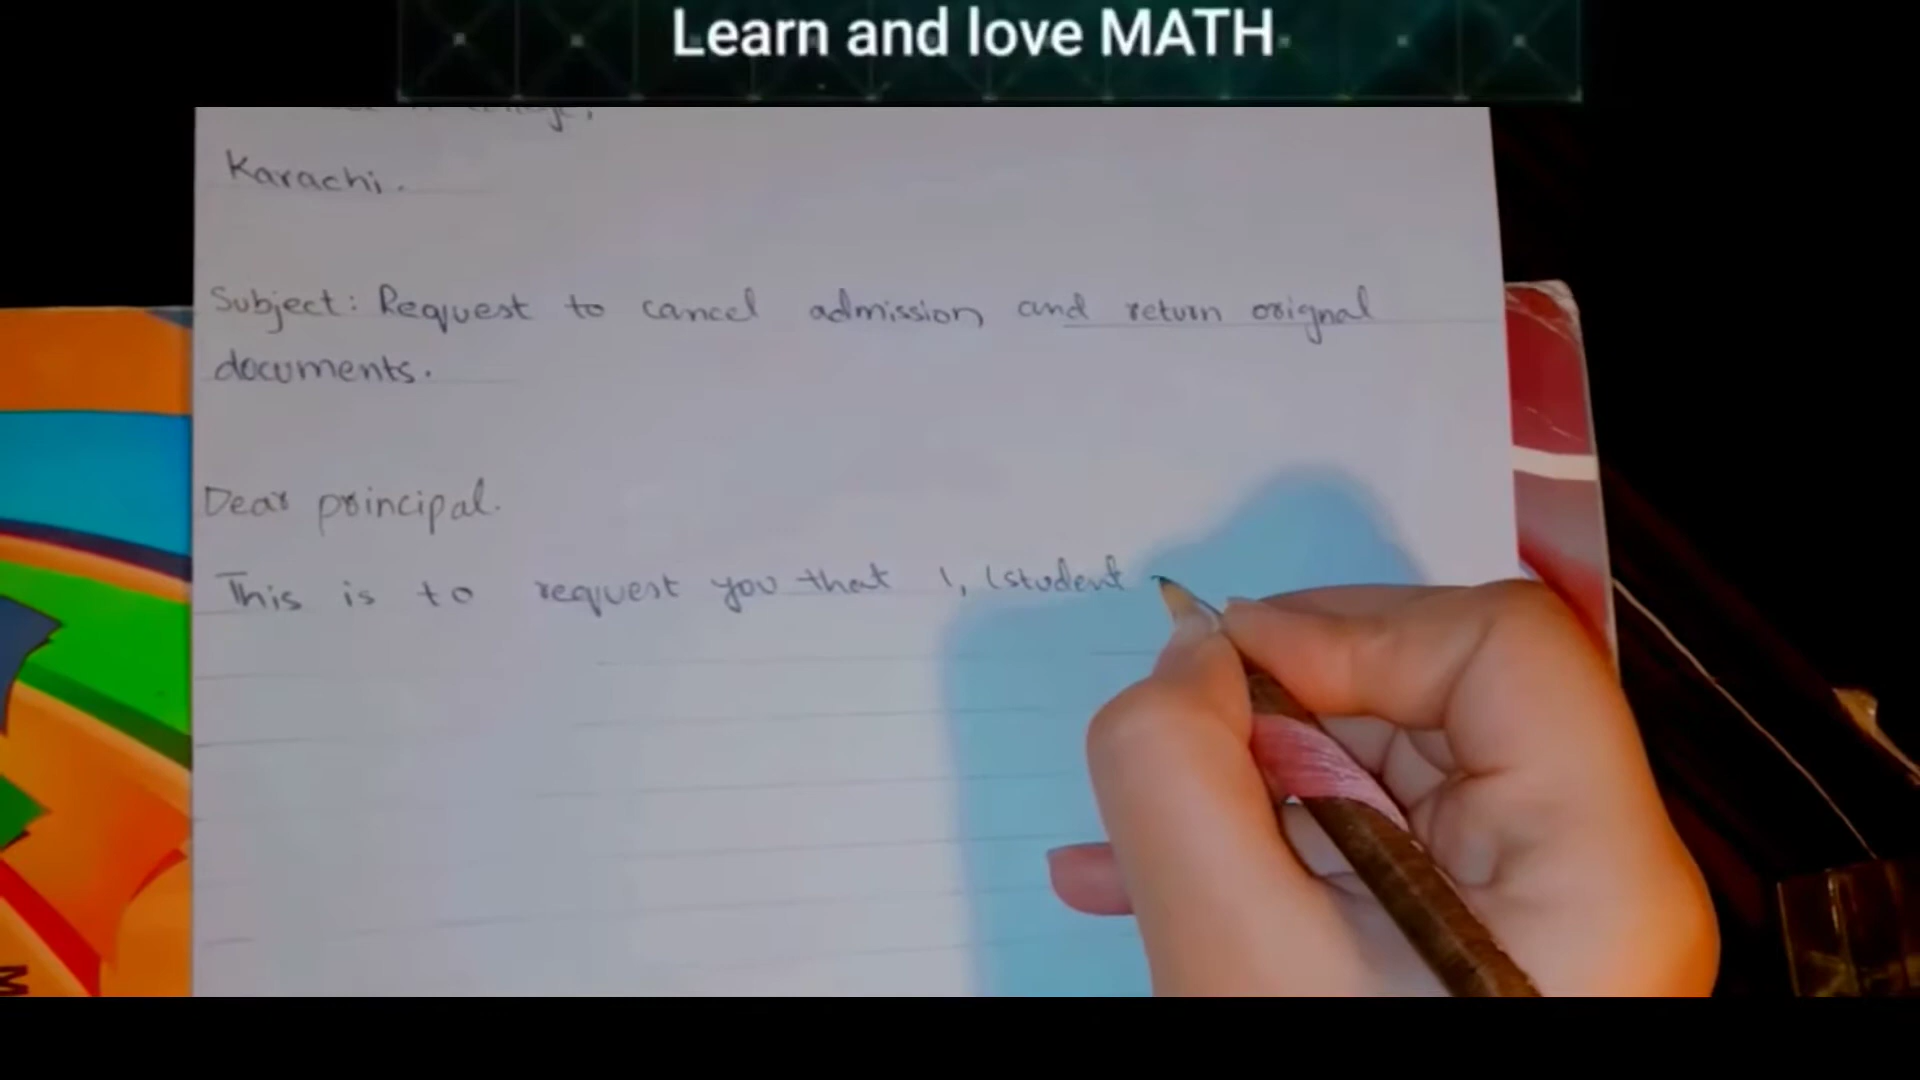 Learn and love MATH
Karachi.
Subject: Request to cancel admission and return orignal
documents.
Dear principal.
This is to request you that I, (student
M